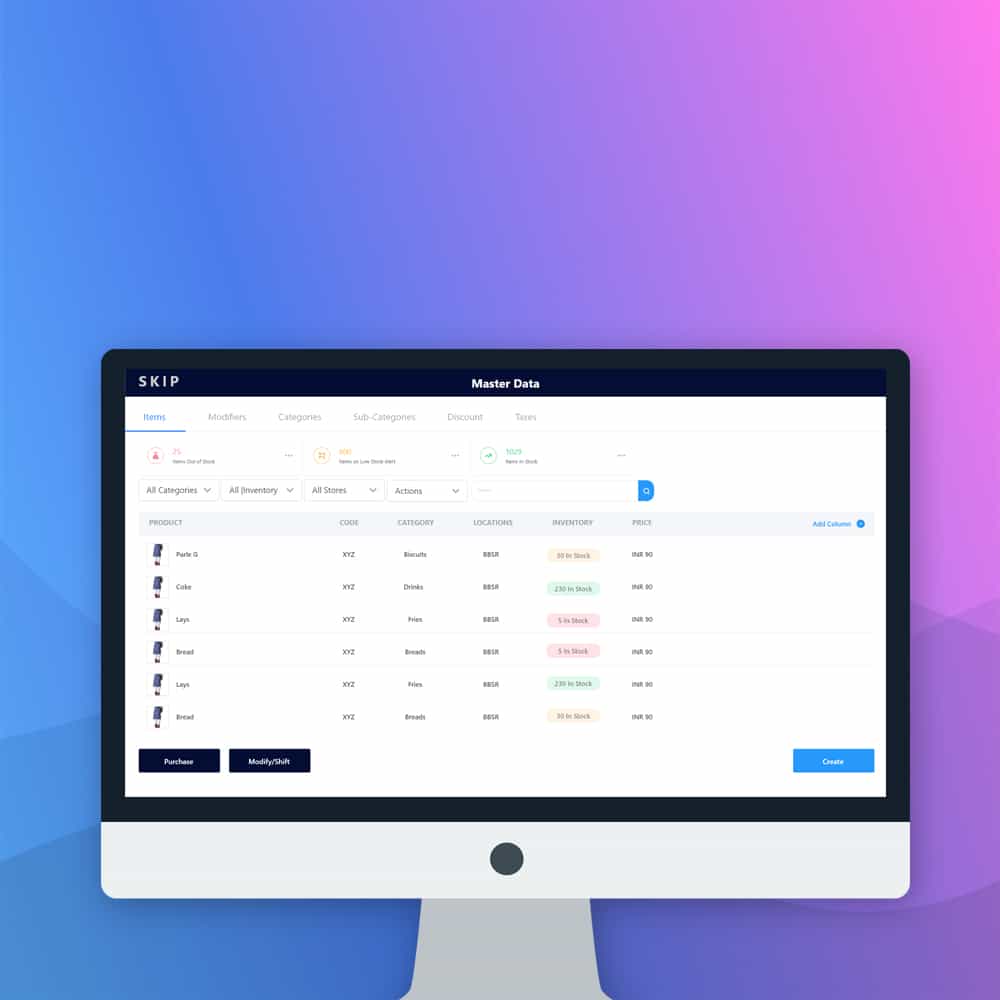 SKIP Master Data
Items Modifiers Categories Sub-Categories Discount Taxes
25 600 1029
Items Out of Stock Items on Low Stock Alert Items In Stock
All Categories All |Inventory All Stores Actions
PRODUCT CODE CATEGORY LOCATIONS INVENTORY PRICE Add Column
Parle G XYZ Biscuits BBSR 30 In Stock INR 90
Coke XYZ Drinks BBSR 230 In Stock INR 90
Lays XYZ Fries BBSR 5 In Stock INR 90
Bread XYZ Breads BBSR 5 In Stock INR 90
Lays XYZ Fries BBSR 230 In Stock INR 90
Bread XYZ Breads BBSR 30 In Stock INR 90
Purchase Modify/Shift Create